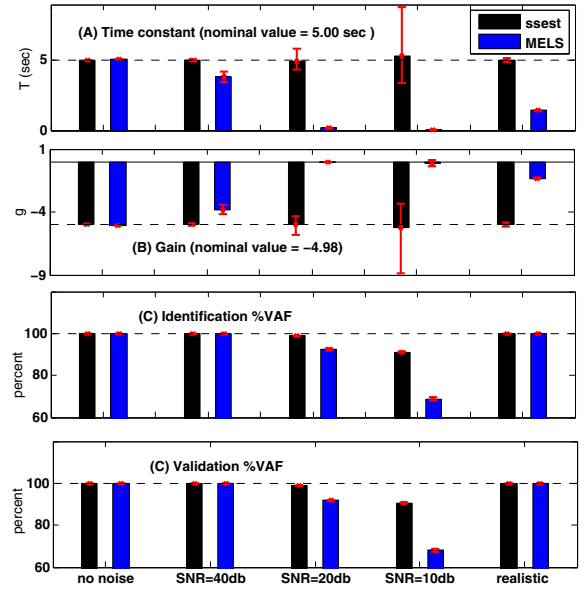 (A) Time constant (nominal value = 5.00 sec )
ssest
MELS
T (sec)
5
0
1
g
−4
(B) Gain (nominal value = −4.98)
−9
(C) Identification %VAF
100
percent
80
60
(C) Validation %VAF
100
percent
80
60
no noise SNR=40db SNR=20db SNR=10db realistic